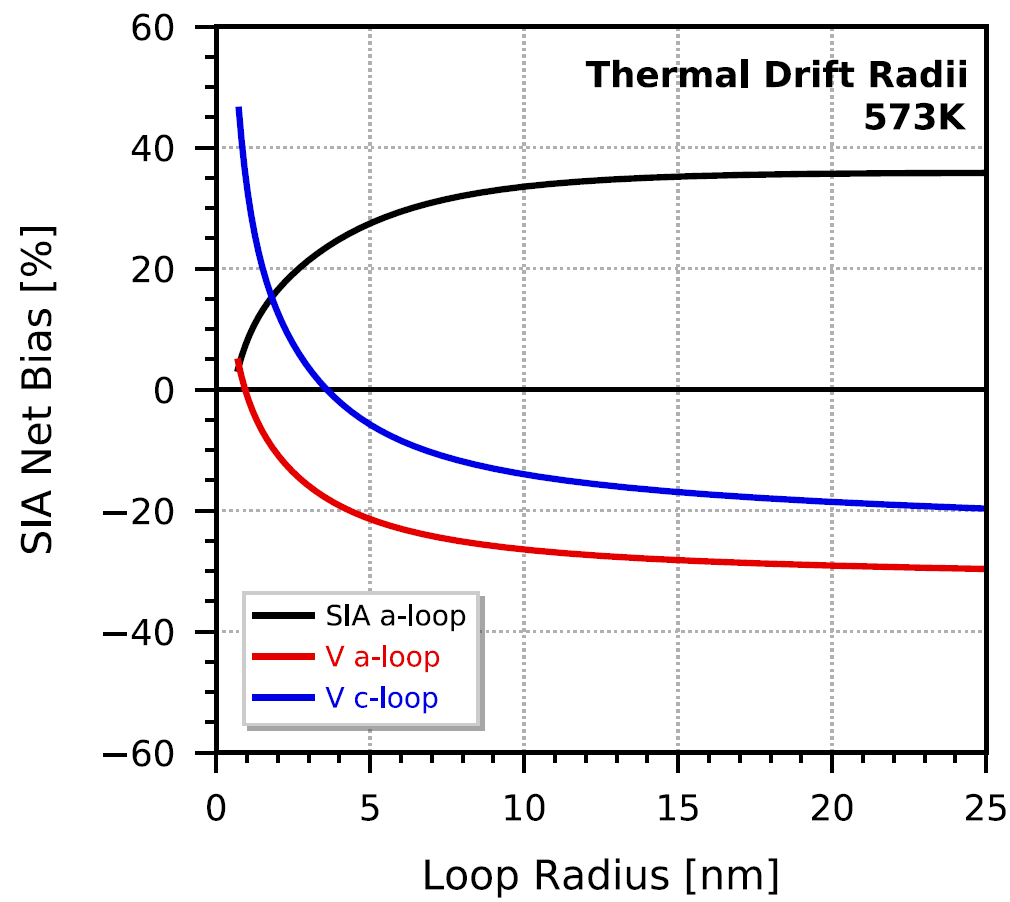 60
40
20
0
−20
−40
−60
SIA Net Bias [%]
Thermal Drift Radii
573K
SIA a-loop
V a-loop
V c-loop
0 5 10 15 20 25
Loop Radius [nm]